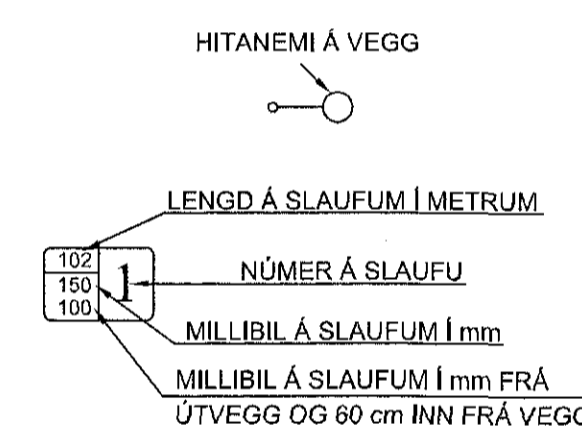 HITANEMI Á VEGG
LENGD Á SLAUFUM Í METRUM
102
150
100
1
NÚMER Á SLAUFU
MILLIBIL Á SLAUFUM Í mm
MILLIBIL Á SLAUFUM Í mm FRÁ
ÚTVEGG OG 60 cm INN FRÁ VEGG